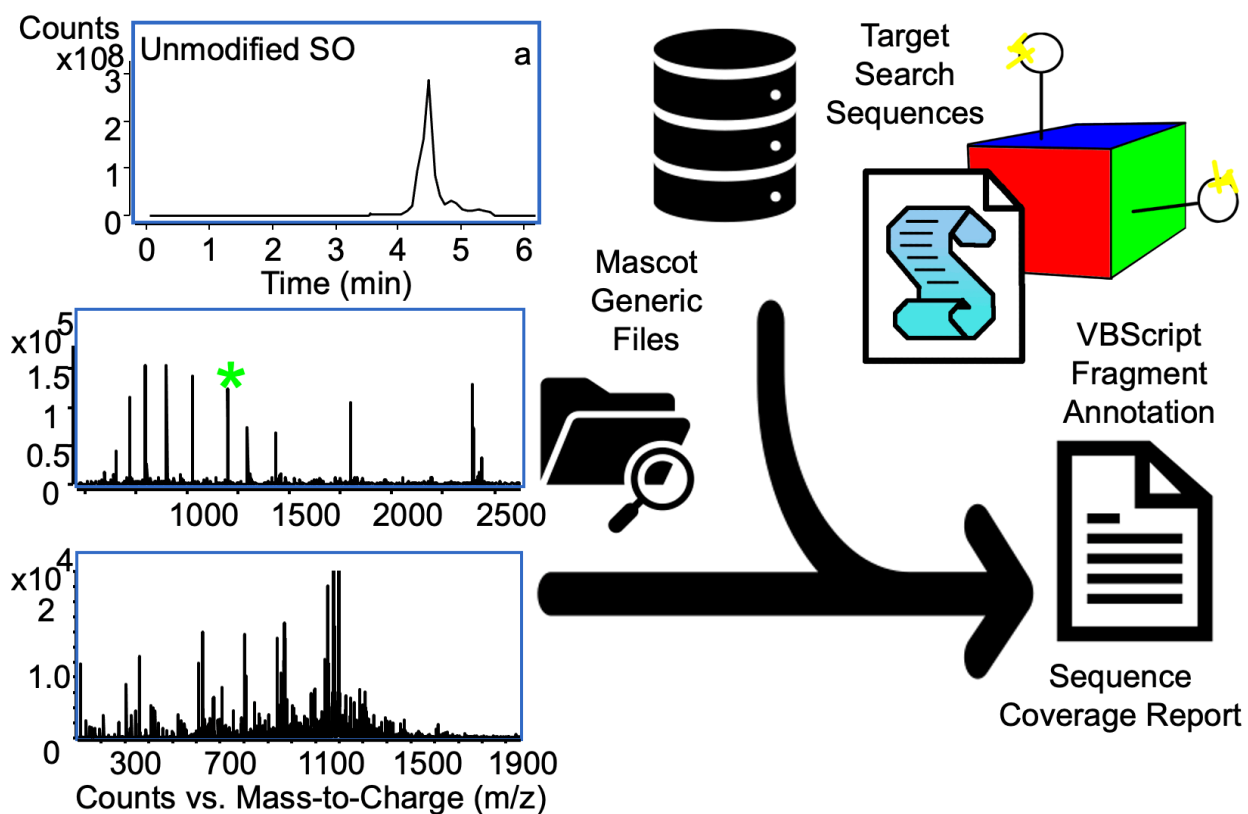 Counts
x108
Unmodified SO
a
3
2
1
0
0 1 2 3 4 5 6
Time (min)
x10 5
1.5
1
0.5
0
*
1000 1500 2000 2500
x10 4
2
1.0
0
300 700 1100 1500 1900
Counts vs. Mass-to-Charge (m/z)
Mascot
Generic
Files
Target
Search
Sequences
VBScript
Fragment
Annotation
Sequence
Coverage Report